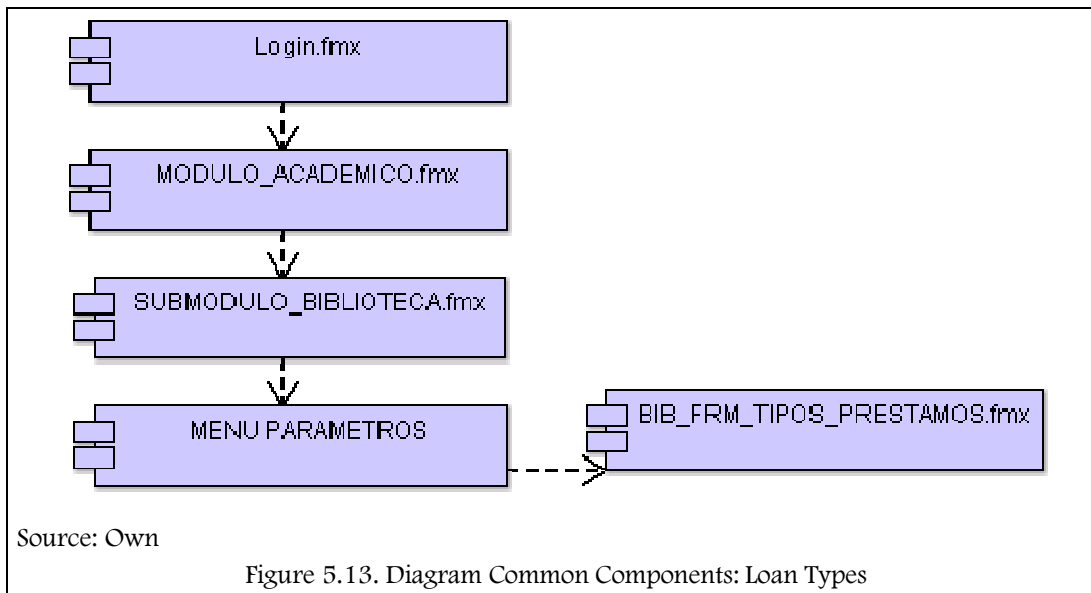 Login.fmx
MODULO_ACADEMICO.fmx
SUBMODULO_BIBLIOTECA.fmx
MENU PARAMETROS
BIB_FRM_TIPOS_PRESTAMOS.fmx
Source: Own
Figure 5.13. Diagram Common Components: Loan Types